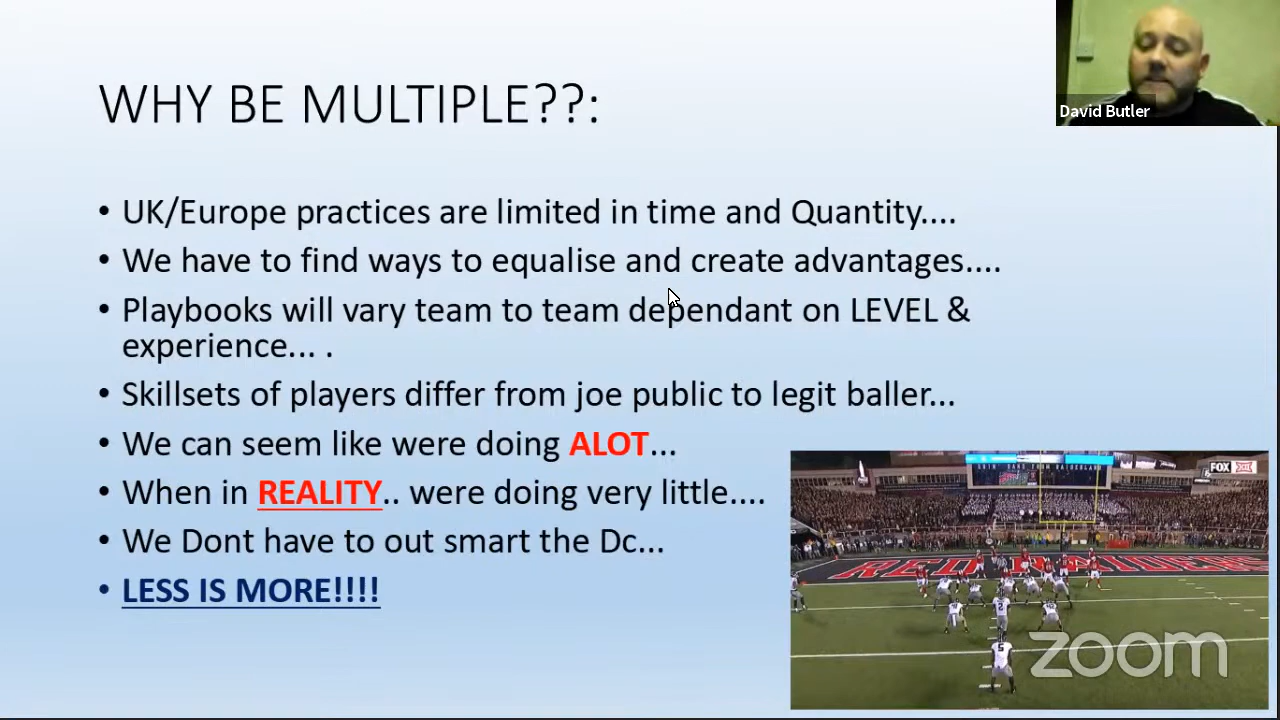 WHY BE MULTIPLE??:
David Butler
• UK/Europe practices are limited in time and Quantity....
• We have to find ways to equalise and create advantages....
• Playbooks will vary team to team dependant on LEVEL &
experience... .
• Skillsets of players differ from joe public to legit baller...
• We can seem like were doing ALOT...
• When in REALITY.. were doing very little....
• We Dont have to out smart the Dc...
• LESS IS MORE!!!!
FOX
RED RAIDERS
2
5
zoom